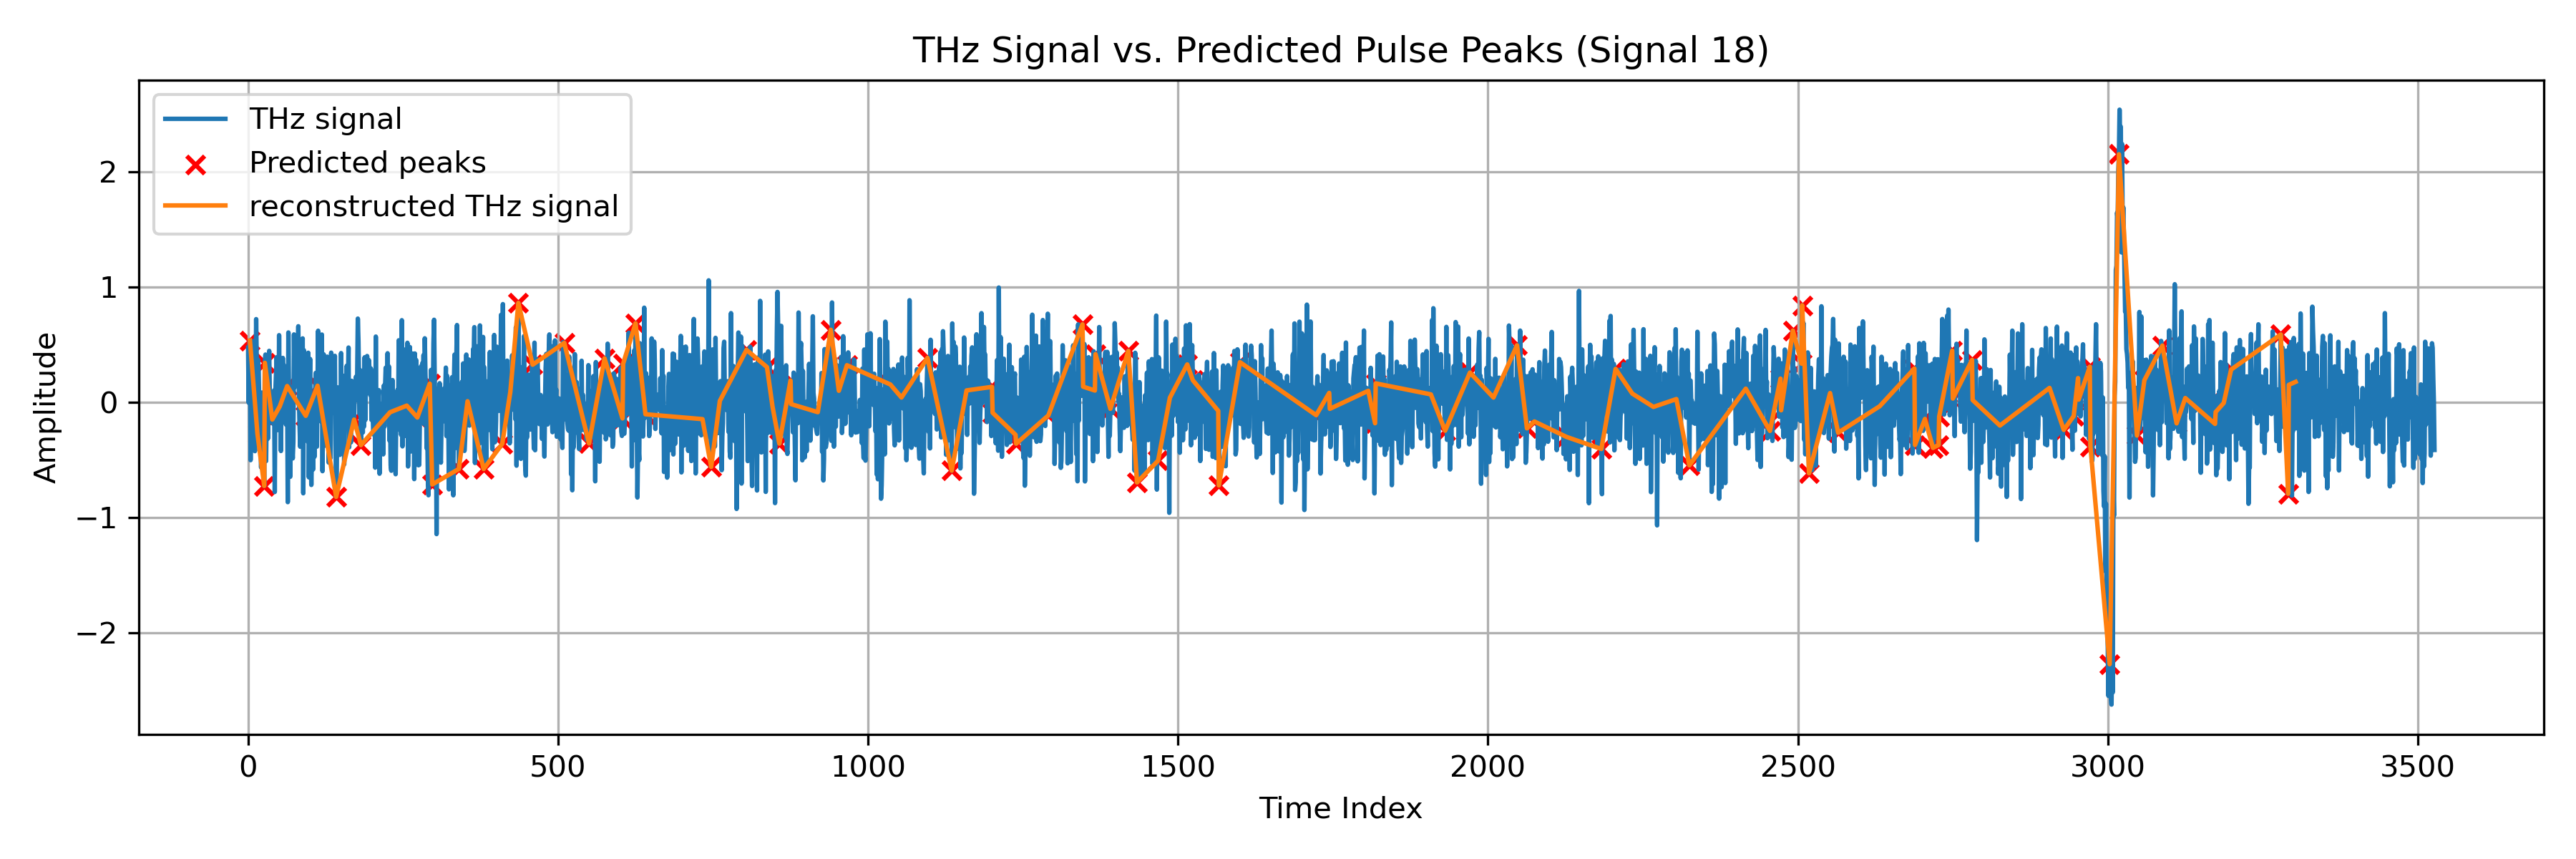 THz Signal vs. Predicted Pulse Peaks (Signal 18)
THz signal
Predicted peaks
reconstructed THz signal
Amplitude
2
1
0
−1
−2
0 500 1000 1500 2000 2500 3000 3500
Time Index